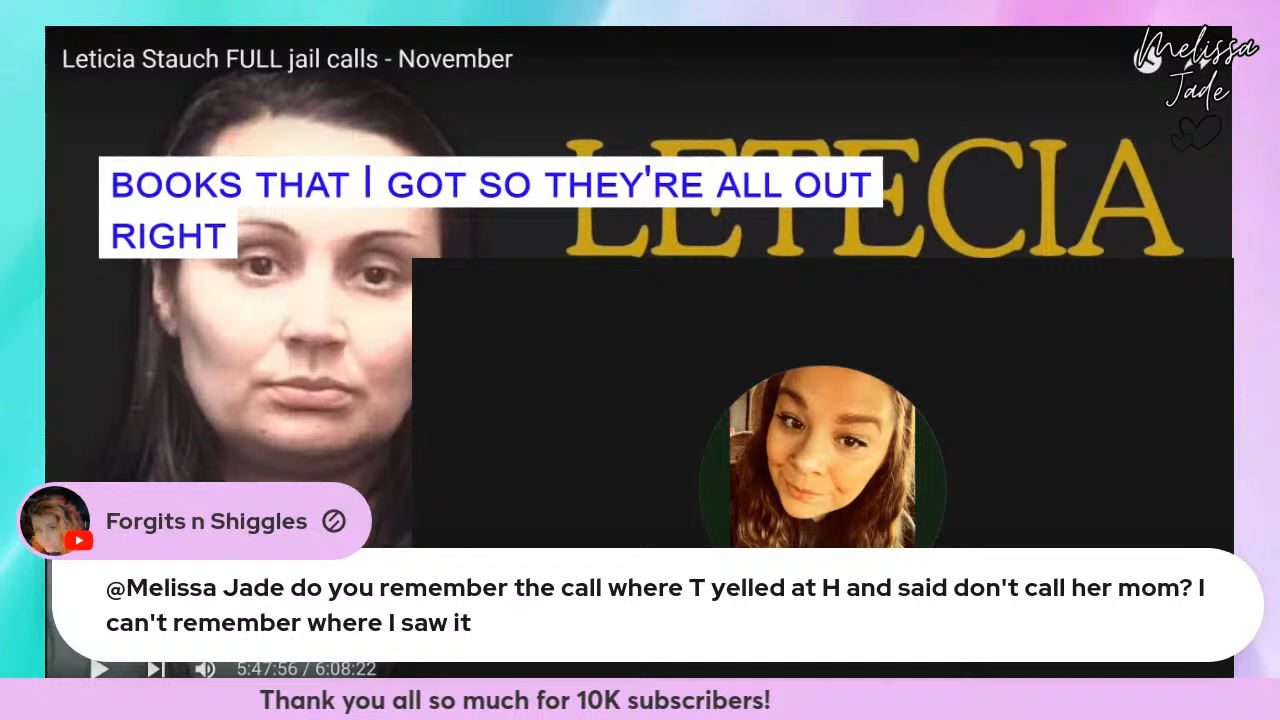 Leticia Stauch FULL jail calls - November
Melissa
Jade
LETECIA
BOOKS THAT I GOT SO THEY'RE ALL OUT
RIGHT
Forgits n Shiggles
@Melissa Jade do you remember the call where T yelled at H and said don't call her mom? I
can't remember where I saw it
5:47:56 / 6:08:22
Thank you all so much for 10K subscribers!